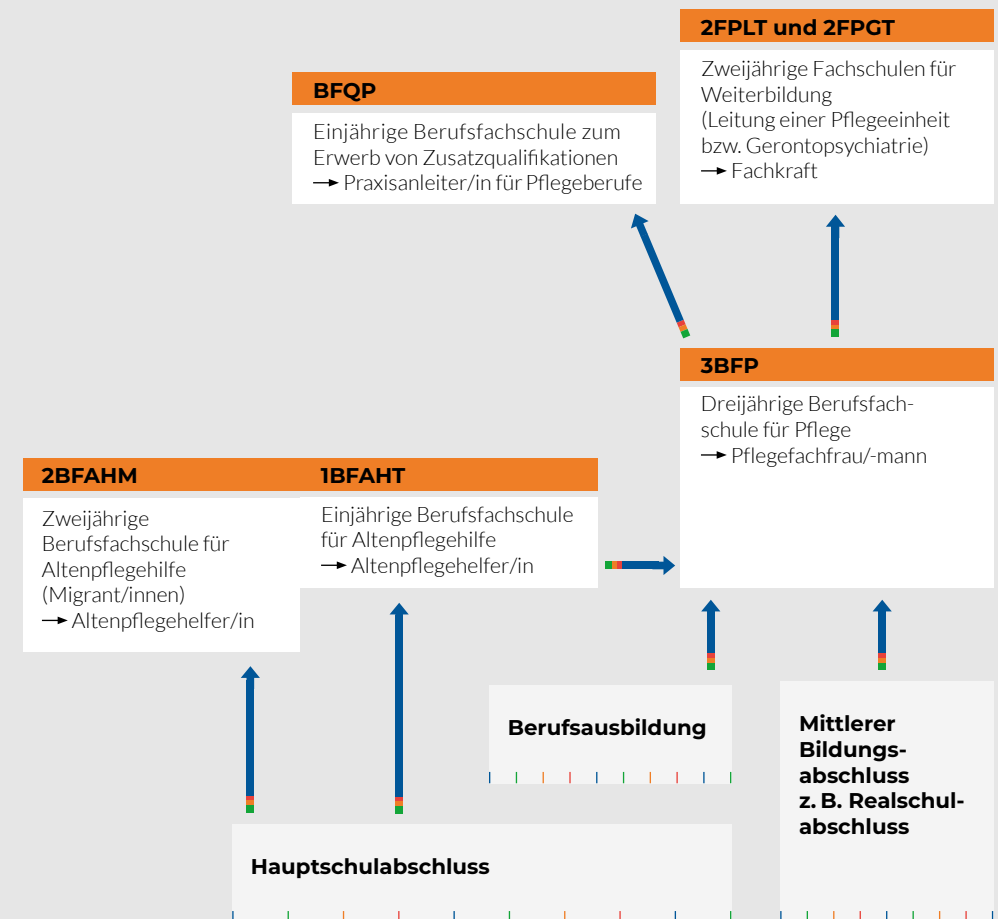 2FPLT und 2FPGT
Zweijährige Fachschulen für
Weiterbildung
(Leitung einer Pflegeeinheit
bzw. Gerontopsychiatrie)
→ Fachkraft
BFQP
Einjährige Berufsfachschule zum
Erwerb von Zusatzqualifikationen
→ Praxisanleiter/in für Pflegeberufe
3BFP
Dreijährige Berufsfach-
schule für Pflege
→ Pflegefachfrau/-mann
2BFAHM
Zweijährige
Berufsfachschule für
Altenpflegehilfe
(Migrant/innen)
→ Altenpflegehelfer/in
1BFAHT
Einjährige Berufsfachschule
für Altenpflegehilfe
→ Altenpflegehelfer/in
Berufsausbildung
Mittlerer
Bildungs-
abschluss
z. B. Realschul-
abschluss
Hauptschulabschluss